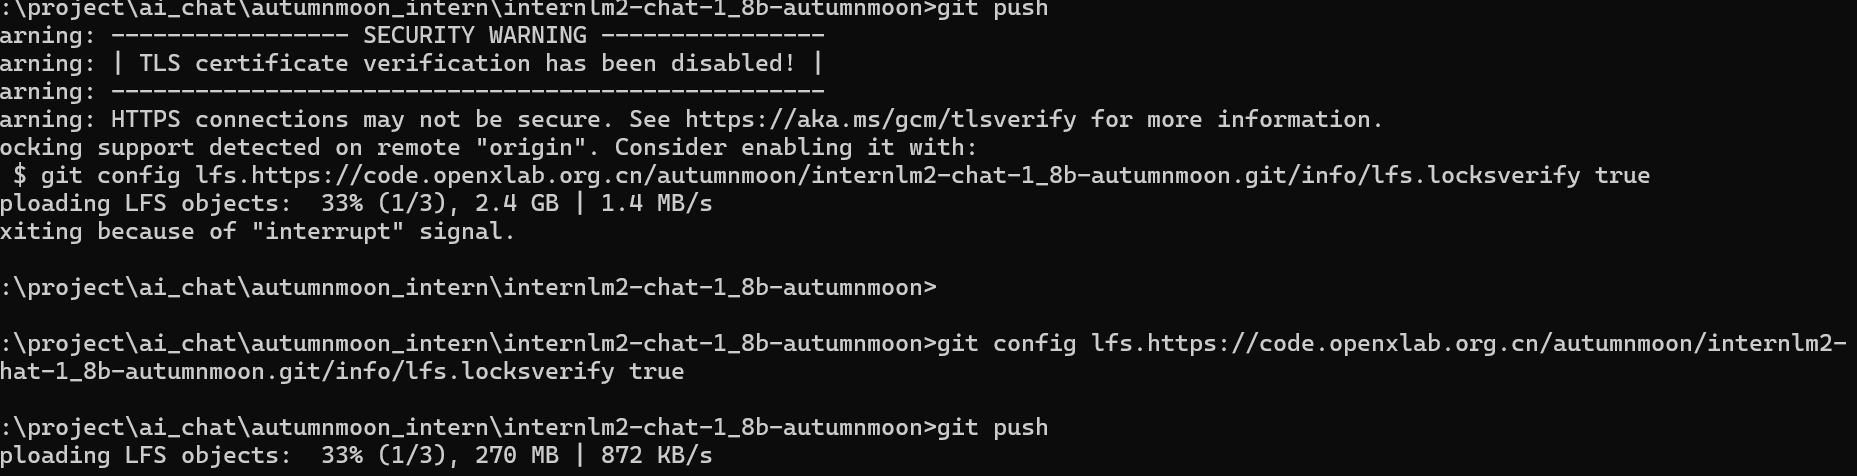 :\project\ai_chat\autumnmoon_intern\internlm2-chat-1_8b-autumnmoon>git push
arning: ----------------- SECURITY WARNING ----------------
arning: | TLS certificate verification has been disabled! |
arning: ---------------------------------------------------
arning: HTTPS connections may not be secure. See https://aka.ms/gcm/tlsverify for more information.
ocking support detected on remote "origin". Consider enabling it with:
 $ git config lfs.https://code.openxlab.org.cn/autumnmoon/internlm2-chat-1_8b-autumnmoon.git/info/lfs.locksverify true
ploading LFS objects:  33% (1/3), 2.4 GB | 1.4 MB/s
xiting because of "interrupt" signal.
:\project\ai_chat\autumnmoon_intern\internlm2-chat-1_8b-autumnmoon>
:\project\ai_chat\autumnmoon_intern\internlm2-chat-1_8b-autumnmoon>git config lfs.https://code.openxlab.org.cn/autumnmoon/internlm2-
hat-1_8b-autumnmoon.git/info/lfs.locksverify true
:\project\ai_chat\autumnmoon_intern\internlm2-chat-1_8b-autumnmoon>git push
ploading LFS objects:  33% (1/3), 270 MB | 872 KB/s